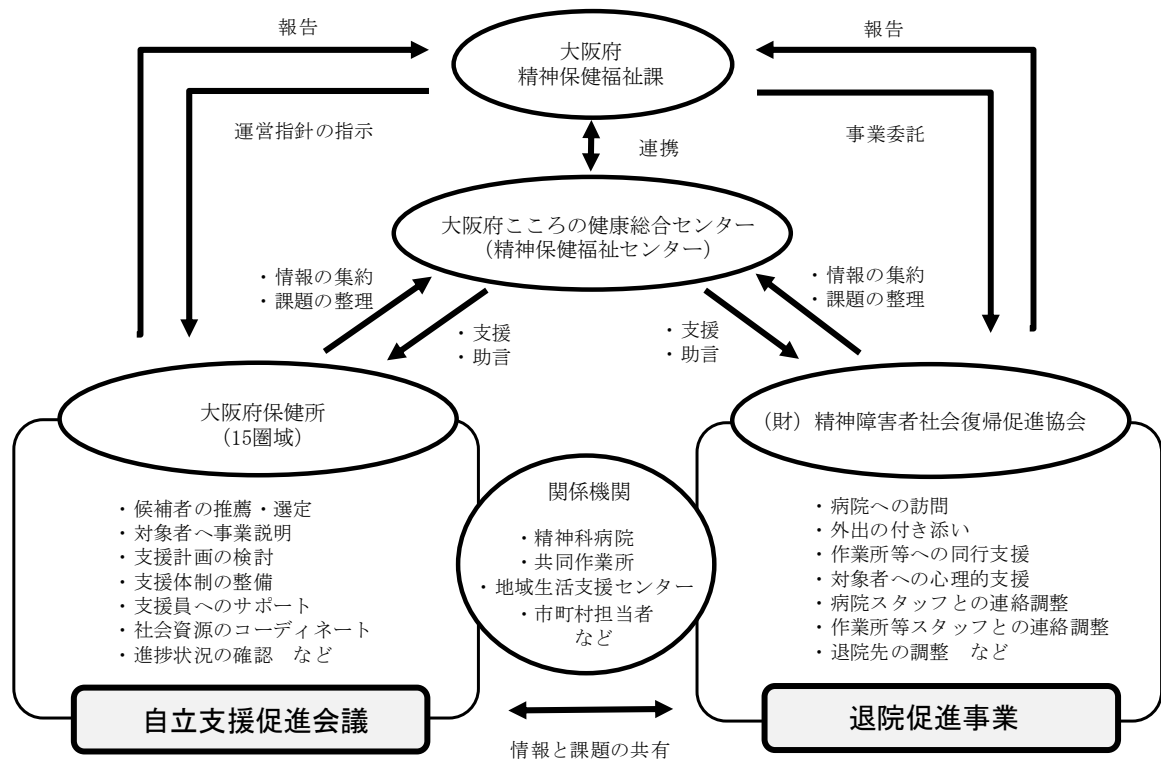 報告
報告
大阪府
精神保健福祉課
運営指針の指示
事業委託
連携
大阪府こころの健康総合センター
(精神保健福祉センター)
・情報の集約
・課題の整理
・情報の集約
・課題の整理
・支援
・助言
・支援
・助言
大阪府保健所
(15圏域)
(財) 精神障害者社会復帰促進協会
・候補者の推薦・選定
・対象者へ事業説明
・支援計画の検討
・支援体制の整備
・支援員へのサポート
・社会資源のコーディネート
・進捗状況の確認 など
関係機関
・精神科病院
・共同作業所
・地域生活支援センター
・市町村担当者
など
・病院への訪問
・外出の付き添い
・作業所等への同行支援
・対象者への心理的支援
・病院スタッフとの連絡調整
・作業所等スタッフとの連絡調整
・退院先の調整 など
自立支援促進会議
退院促進事業
情報と課題の共有